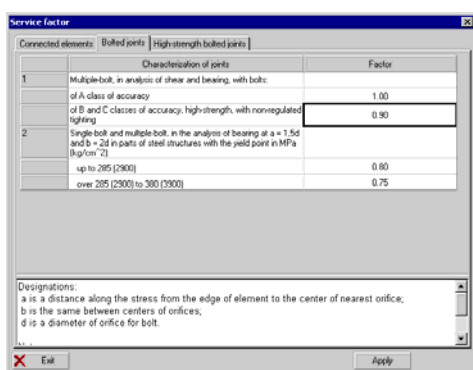 Service factor
Connected elements Bolted joints High-strength bolted joints
Characterization of joints Factor
1 Multiple-bolt, in analysis of shear and bearing, with bolts:
of A class of accuracy 1.00
of B and C classes of accuracy, high-strength, with non-regulated
tighting 0.90
2 Single-bolt and multiple-bolt, in the analysis of bearing at a = 1,5d
and b = 2d in parts of steel structures with the yield point in MPa
(kg/cm^2)
up to 285 (2900) 0.80
over 285 (2900) to 380 (3900) 0.75
Designations:
a is a distance along the stress from the edge of element to the center of nearest orifice;
b is the same between centers of orifices;
d is a diameter of orifice for bolt.
Exit Apply